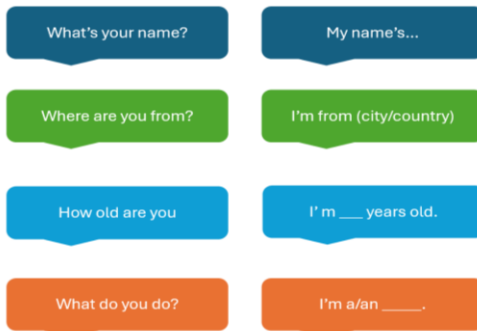 What's your name?
My name's...
Where are you from?
I'm from (city/country)
How old are you
I' m ___ years old.
What do you do?
I'm a/an _____.